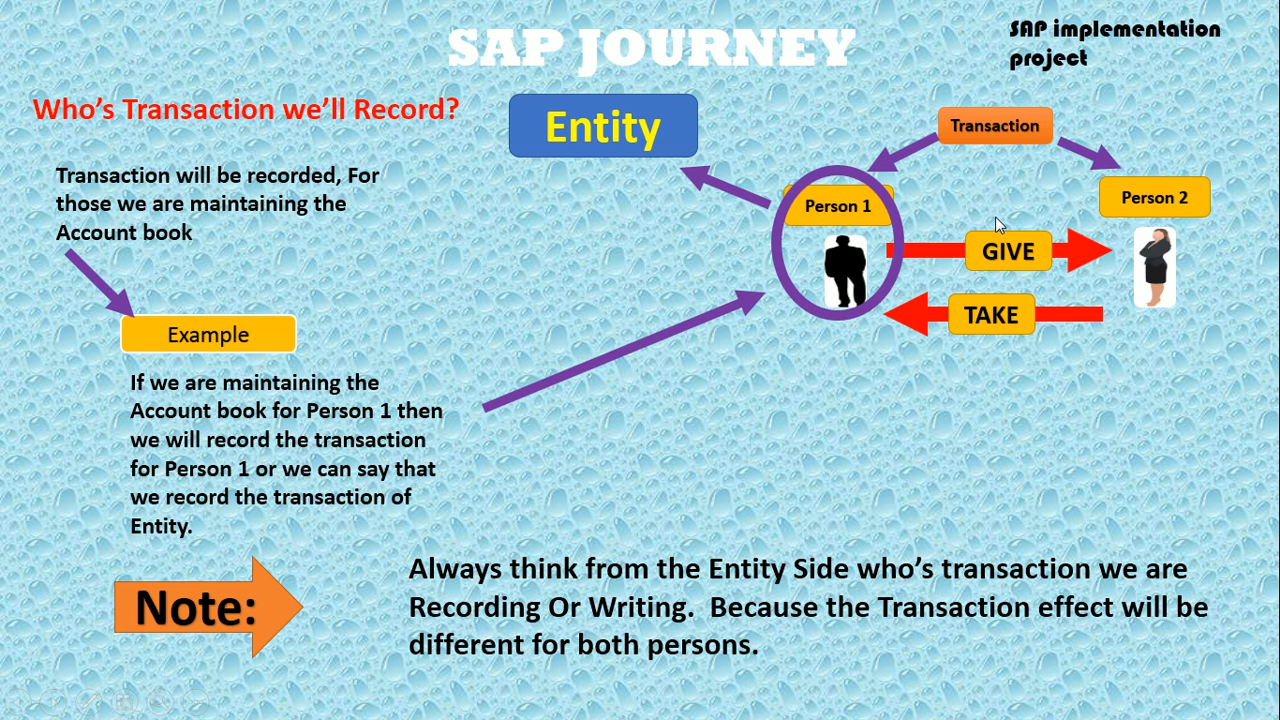 SAP JOURNEY
SAP implementation
project
Who's Transaction we'll Record?
Entity
Transaction
Transaction will be recorded, For
those we are maintaining the
Account book
Person 1
Person 2
GIVE
TAKE
Example
If we are maintaining the
Account book for Person 1 then
we will record the transaction
for Person 1 or we can say that
we record the transaction of
Entity.
Note:
Always think from the Entity Side who's transaction we are
Recording Or Writing.  Because the Transaction effect will be
different for both persons.